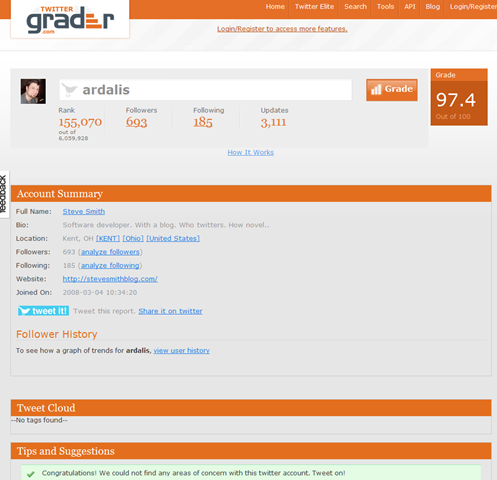 TWITTER
grader
.com
Home Twitter Elite Search Tools API Blog Login/Register
Login/Register to access more features.
ardalis
Grade
Grade
97.4
Out of 100
Rank Followers Following Updates
155,070 693 185 3,111
out of
6,059,928
How It Works
feedback
Account Summary
Full Name: Steve Smith
Bio: Software developer. With a blog. Who twitters. How novel..
Location: Kent, OH [KENT] [Ohio] [United States]
Followers: 693 (analyze followers)
Following: 185 (analyze following)
Website: http://stevesmithblog.com/
Joined On: 2008-03-04 10:34:20
tweet it! Tweet this report. Share it on twitter
Follower History
To see how a graph of trends for ardalis, view user history
Tweet Cloud
--No tags found--
Tips and Suggestions
Congratulations! We could not find any areas of concern with this twitter account. Tweet on!